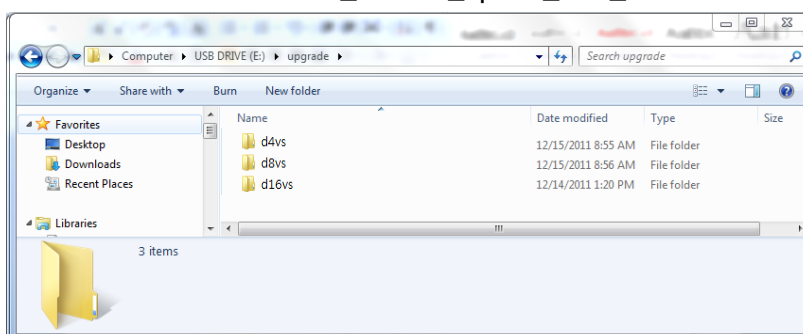 Computer ▸ USB DRIVE (E:) ▸ upgrade ▸
Search upgrade
Organize Share with Burn New folder
Name Date modified Type Size
Favorites
Desktop
Downloads
Recent Places
Libraries
d4vs 12/15/2011 8:55 AM File folder
d8vs 12/15/2011 8:56 AM File folder
d16vs 12/14/2011 1:20 PM File folder
3 items